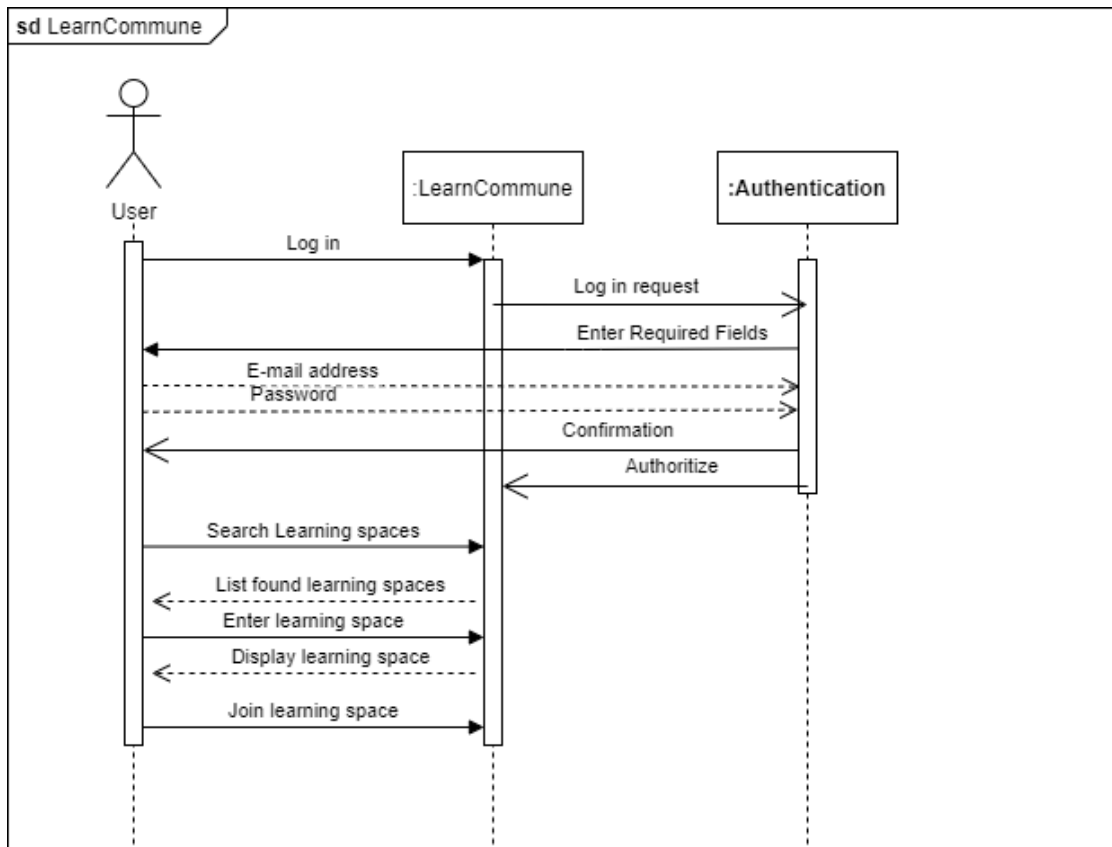 sd LearnCommune
User
:LearnCommune
:Authentication
Log in
Log in request
Enter Required Fields
E-mail address
Password
Confirmation
Authoritize
Search Learning spaces
List found learning spaces
Enter learning space
Display learning space
Join learning space